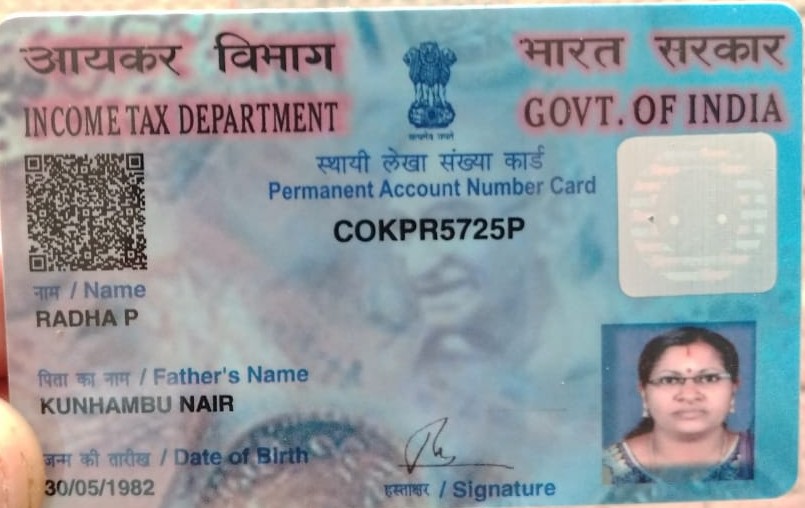 आयकर विभाग
भारत सरकार
INCOME TAX DEPARTMENT
GOVT. OF INDIA
सत्यमेव जयते
स्थायी लेखा संख्या कार्ड
Permanent Account Number Card
COKPR5725P
नाम / Name
RADHA P
पिता का नाम / Father's Name
KUNHAMBU NAIR
जन्म की तारीख / Date of Birth
30/05/1982
हस्ताक्षर / Signature